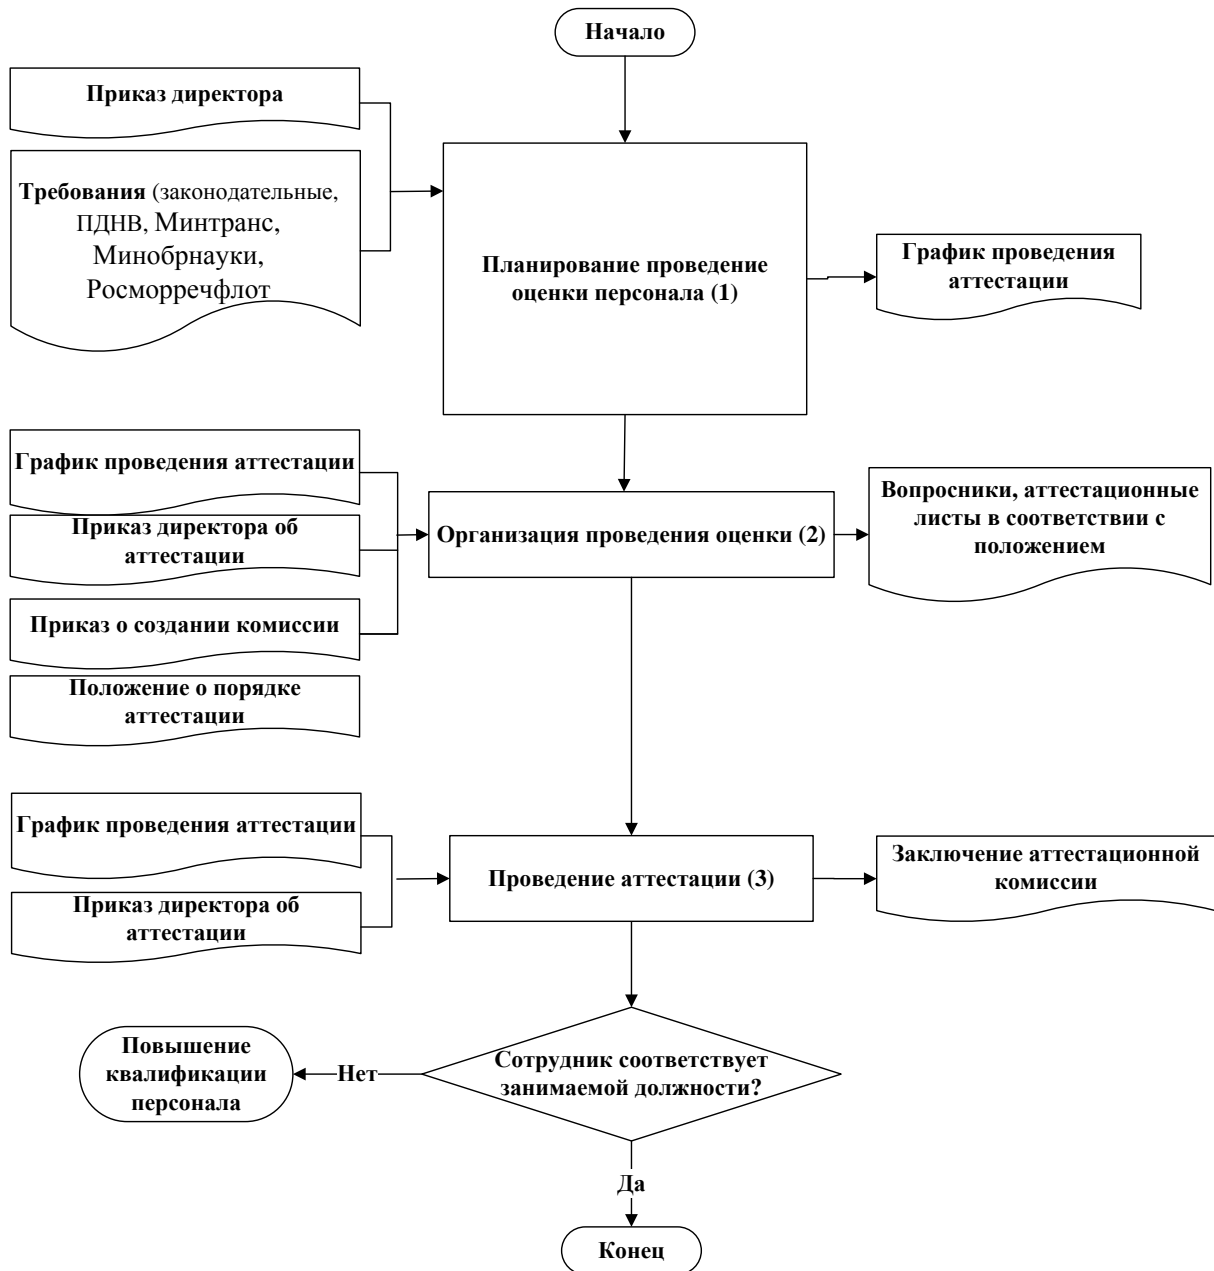 Начало
Приказ директора
Требования (законодательные,
ПДНВ, Минтранс,
Минобрнауки,
Росморречфлот
Планирование проведение
оценки персонала (1)
График проведения
аттестации
График проведения аттестации
Приказ директора об
аттестации
Приказ о создании комиссии
Положение о порядке
аттестации
Организация проведения оценки (2)
Вопросники, аттестационные
листы в соответствии с
положением
График проведения аттестации
Приказ директора об
аттестации
Проведение аттестации (3)
Заключение аттестационной
комиссии
Сотрудник соответствует
занимаемой должности?
Нет
Повышение
квалификации
персонала
Да
Конец